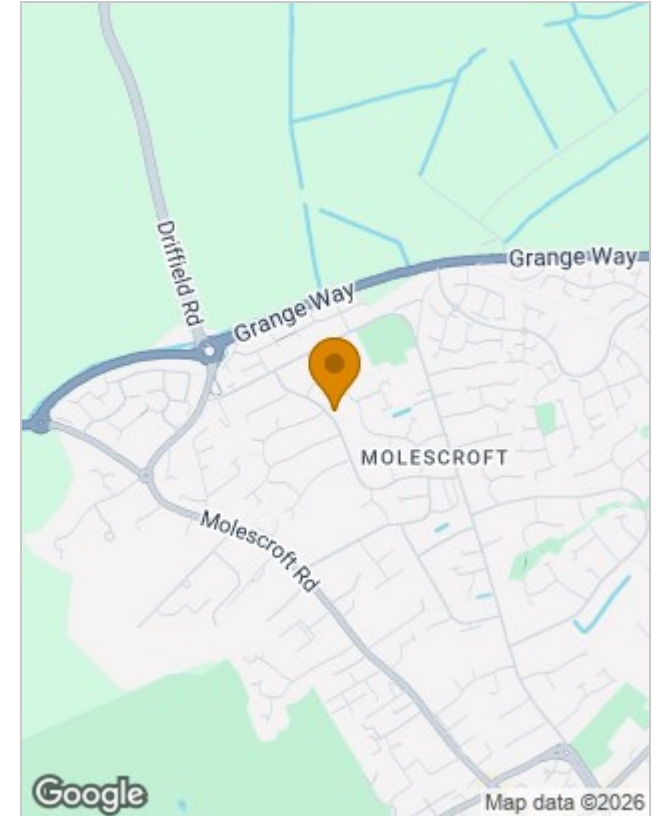 Driffield Rd
Grange Way
Grange Way
MOLESCROFT
Molescroft Rd
Google
Map data ©2026